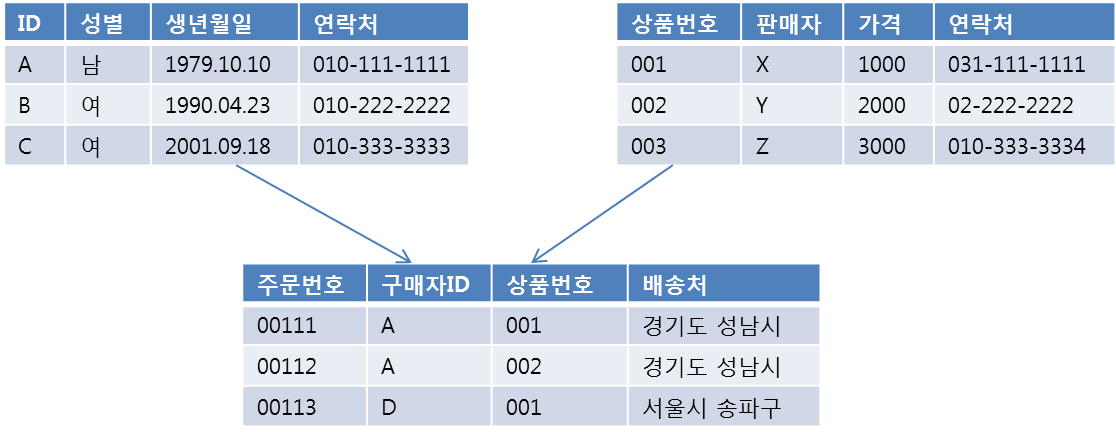 ID 성별 생년월일 연락처
A 남 1979.10.10 010-111-1111
B 여 1990.04.23 010-222-2222
C 여 2001.09.18 010-333-3333
상품번호 판매자 가격 연락처
001 X 1000 031-111-1111
002 Y 2000 02-222-2222
003 Z 3000 010-333-3334
주문번호 구매자ID 상품번호 배송처
00111 A 001 경기도 성남시
00112 A 002 경기도 성남시
00113 D 001 서울시 송파구